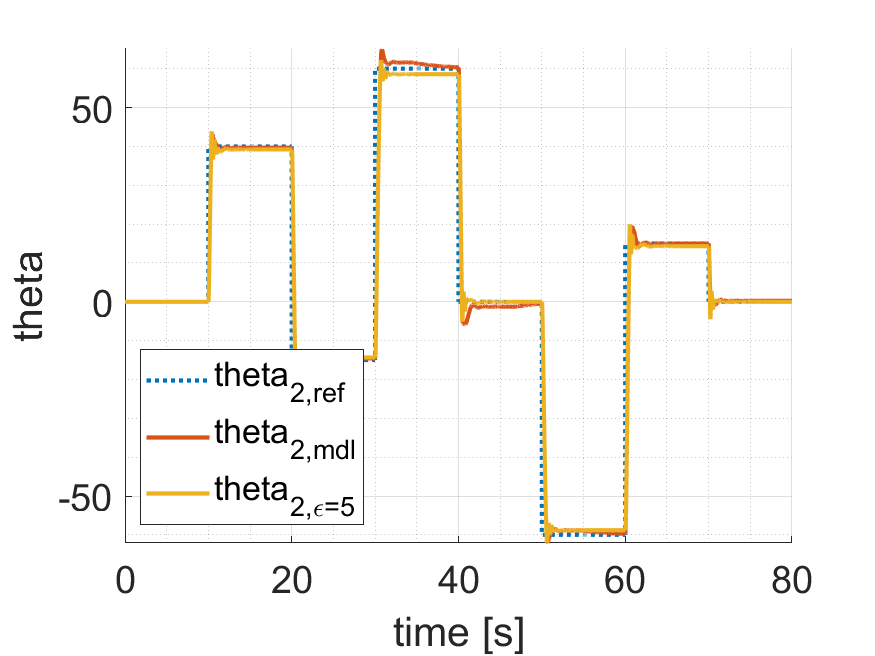 50
0
-50
theta
theta2,ref
theta2,mdl
theta2,ϵ=5
0 20 40 60 80
time [s]